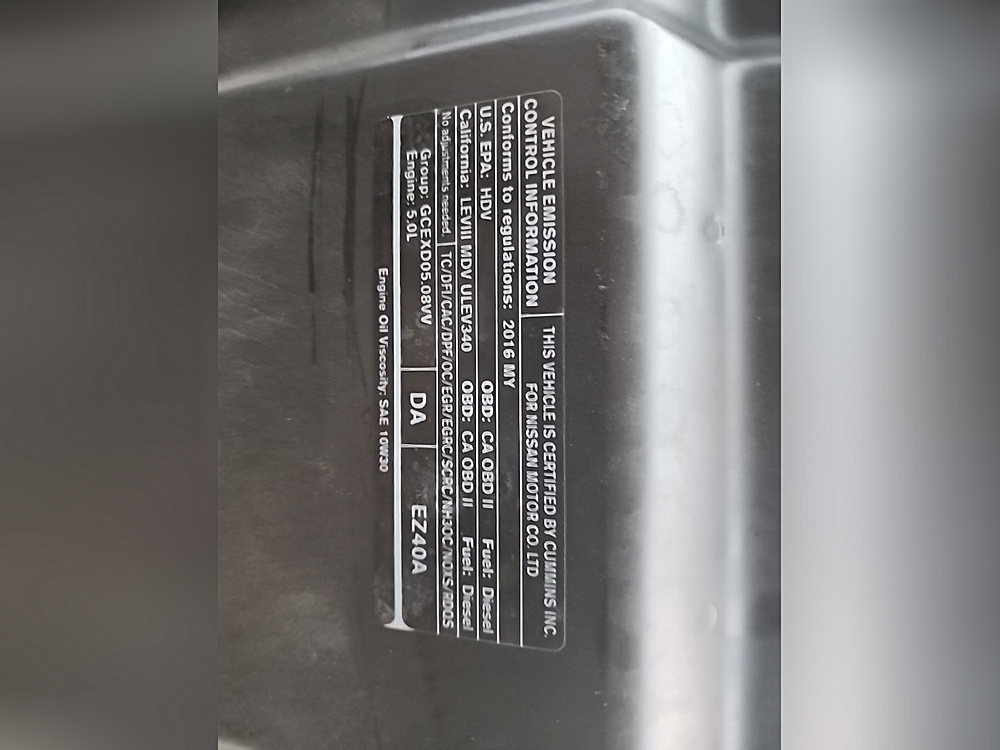 VEHICLE EMISSION
CONTROL INFORMATION
THIS VEHICLE IS CERTIFIED BY CUMMINS INC.
FOR NISSAN MOTOR CO. LTD
Conforms to regulations: 2016 MY
U.S. EPA: HDV OBD: CA OBD II Fuel: Diesel
California: LEVIII MDV ULEV340 OBD: CA OBD II Fuel: Diesel
No adjustments needed. TC/DFI/CAC/DPF/OC/EGR/EGRC/SCRC/NH3OC/NOXS/RDQS
Group: GCEXD05.08VV
Engine: 5.0L
DA
EZ40A
Engine Oil Viscosity: SAE 10W30